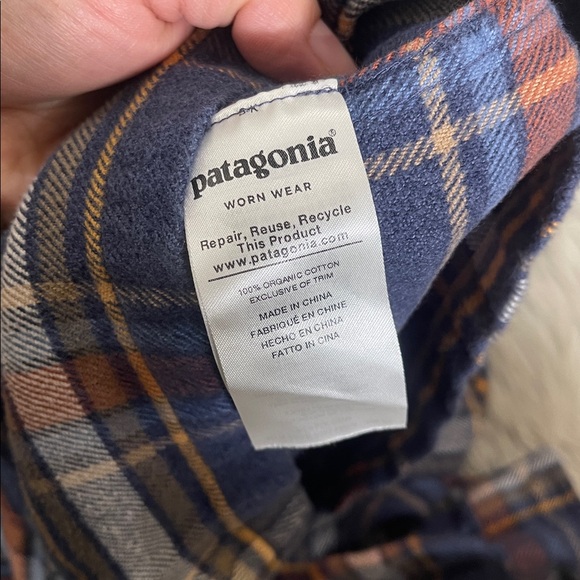 patagonia®
WORN WEAR
Repair, Reuse, Recycle
This Product
www.patagonia.com
100% ORGANIC COTTON
EXCLUSIVE OF TRIM
MADE IN CHINA
FABRIQUÉ EN CHINE
HECHO EN CHINA
FATTO IN CINA